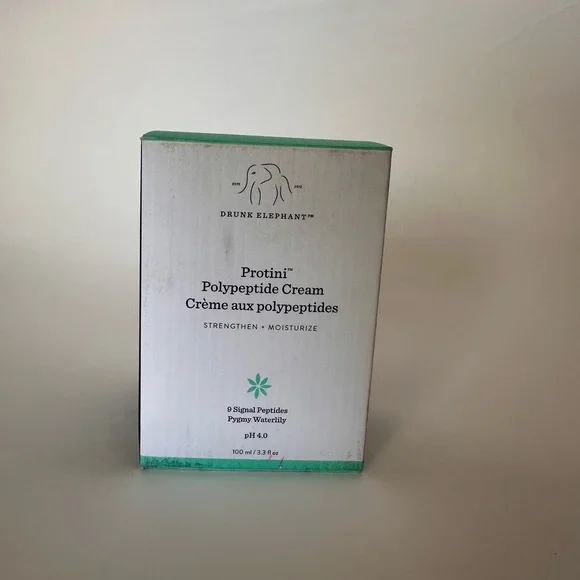 DRUNK ELEPHANT™
Protini™
Polypeptide Cream
Crème aux polypeptides
STRENGTHEN + MOISTURIZE
9 Signal Peptides
Pygmy Waterlily
pH 4.0
100 ml / 3.3 fl oz